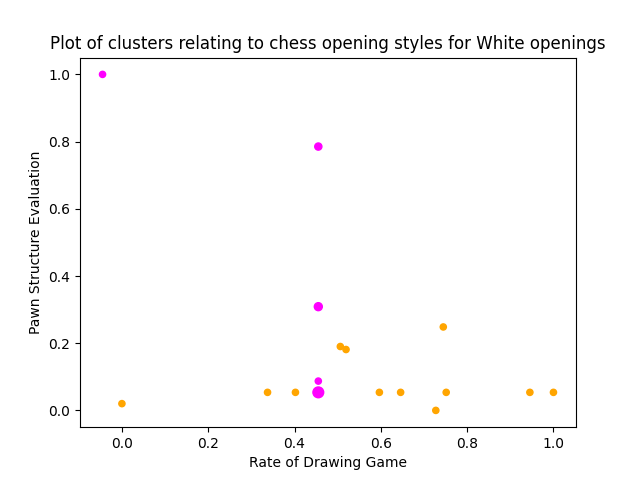 Plot of clusters relating to chess opening styles for White openings
1.0
0.8
0.6
0.4
0.2
0.0
Pawn Structure Evaluation
0.0 0.2 0.4 0.6 0.8 1.0
Rate of Drawing Game